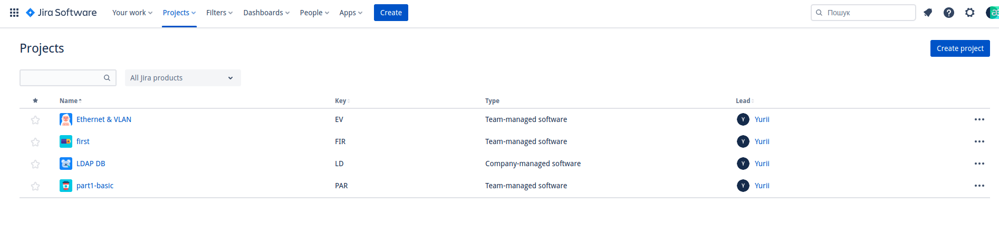 Jira Software Your work Projects Filters Dashboards People Apps Create Пошук
Projects
Create project
All Jira products
Name Key Type Lead
Ethernet & VLAN EV Team-managed software Y Yurii
first FIR Team-managed software Y Yurii
LDAP DB LD Company-managed software Y Yurii
part1-basic PAR Team-managed software Y Yurii